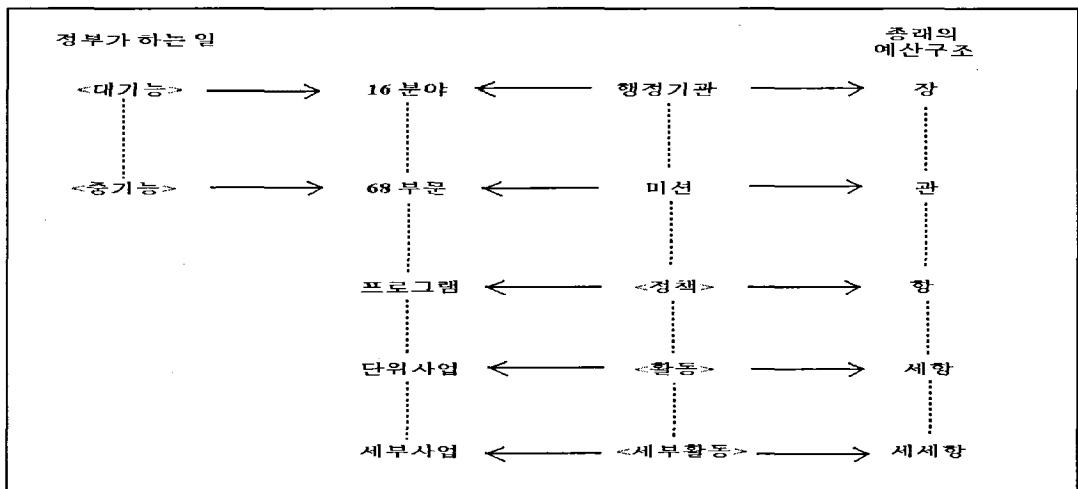 정부가 하는 일
종래의
예산구조
<대기능> 16 분야 행정기관 장
<중기능> 68 부문 미션 관
프로그램 <정책> 항
단위사업 <활동> 세항
세부사업 <세부활동> 세세항